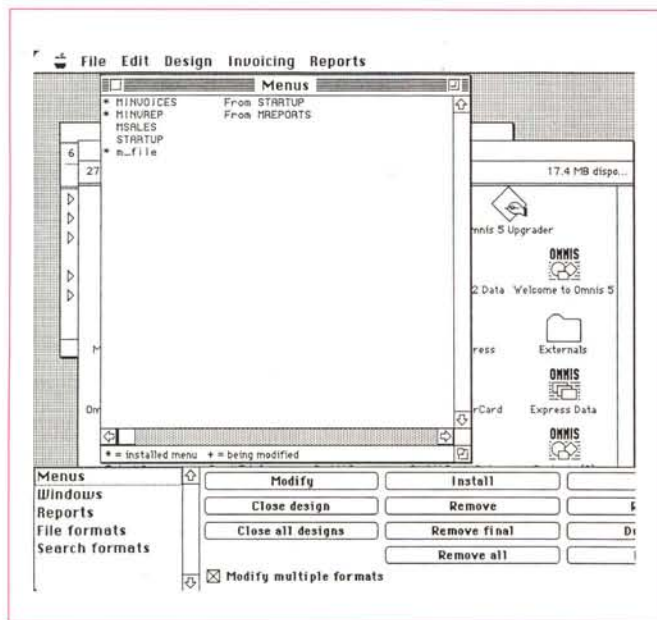 File Edit Design Invoicing Reports
Menus
* MINVOICES From STARTUP
* MINVREP From MREPORTS
MSALES
STARTUP
* m_file
6
27
17.4 MB dispo...
mnis 5 Upgrader
OMNIS
2 Data Welcome to Omnis 5
M
ress Externals
OMNIS
Om
rCard Express Data
OMNIS
* = installed menu + = being modified
Menus
Windows
Reports
File formats
Search formats
Modify Install
Close design Remove
Close all designs Remove final
Remove all
Modify multiple formats